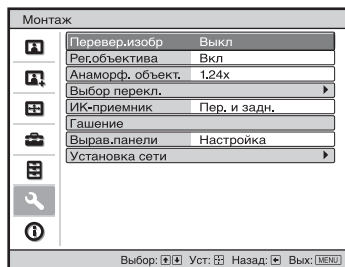 Монтаж
Перевер.изобр Выкл
Рег.объектива Вкл
Анаморф. объект. 1.24x
Выбор перекл.
ИК-приемник Пер. и задн.
Гашение
Вырав.панели Настройка
Установка сети
Выбор: Уст: Назад: Вых: MENU